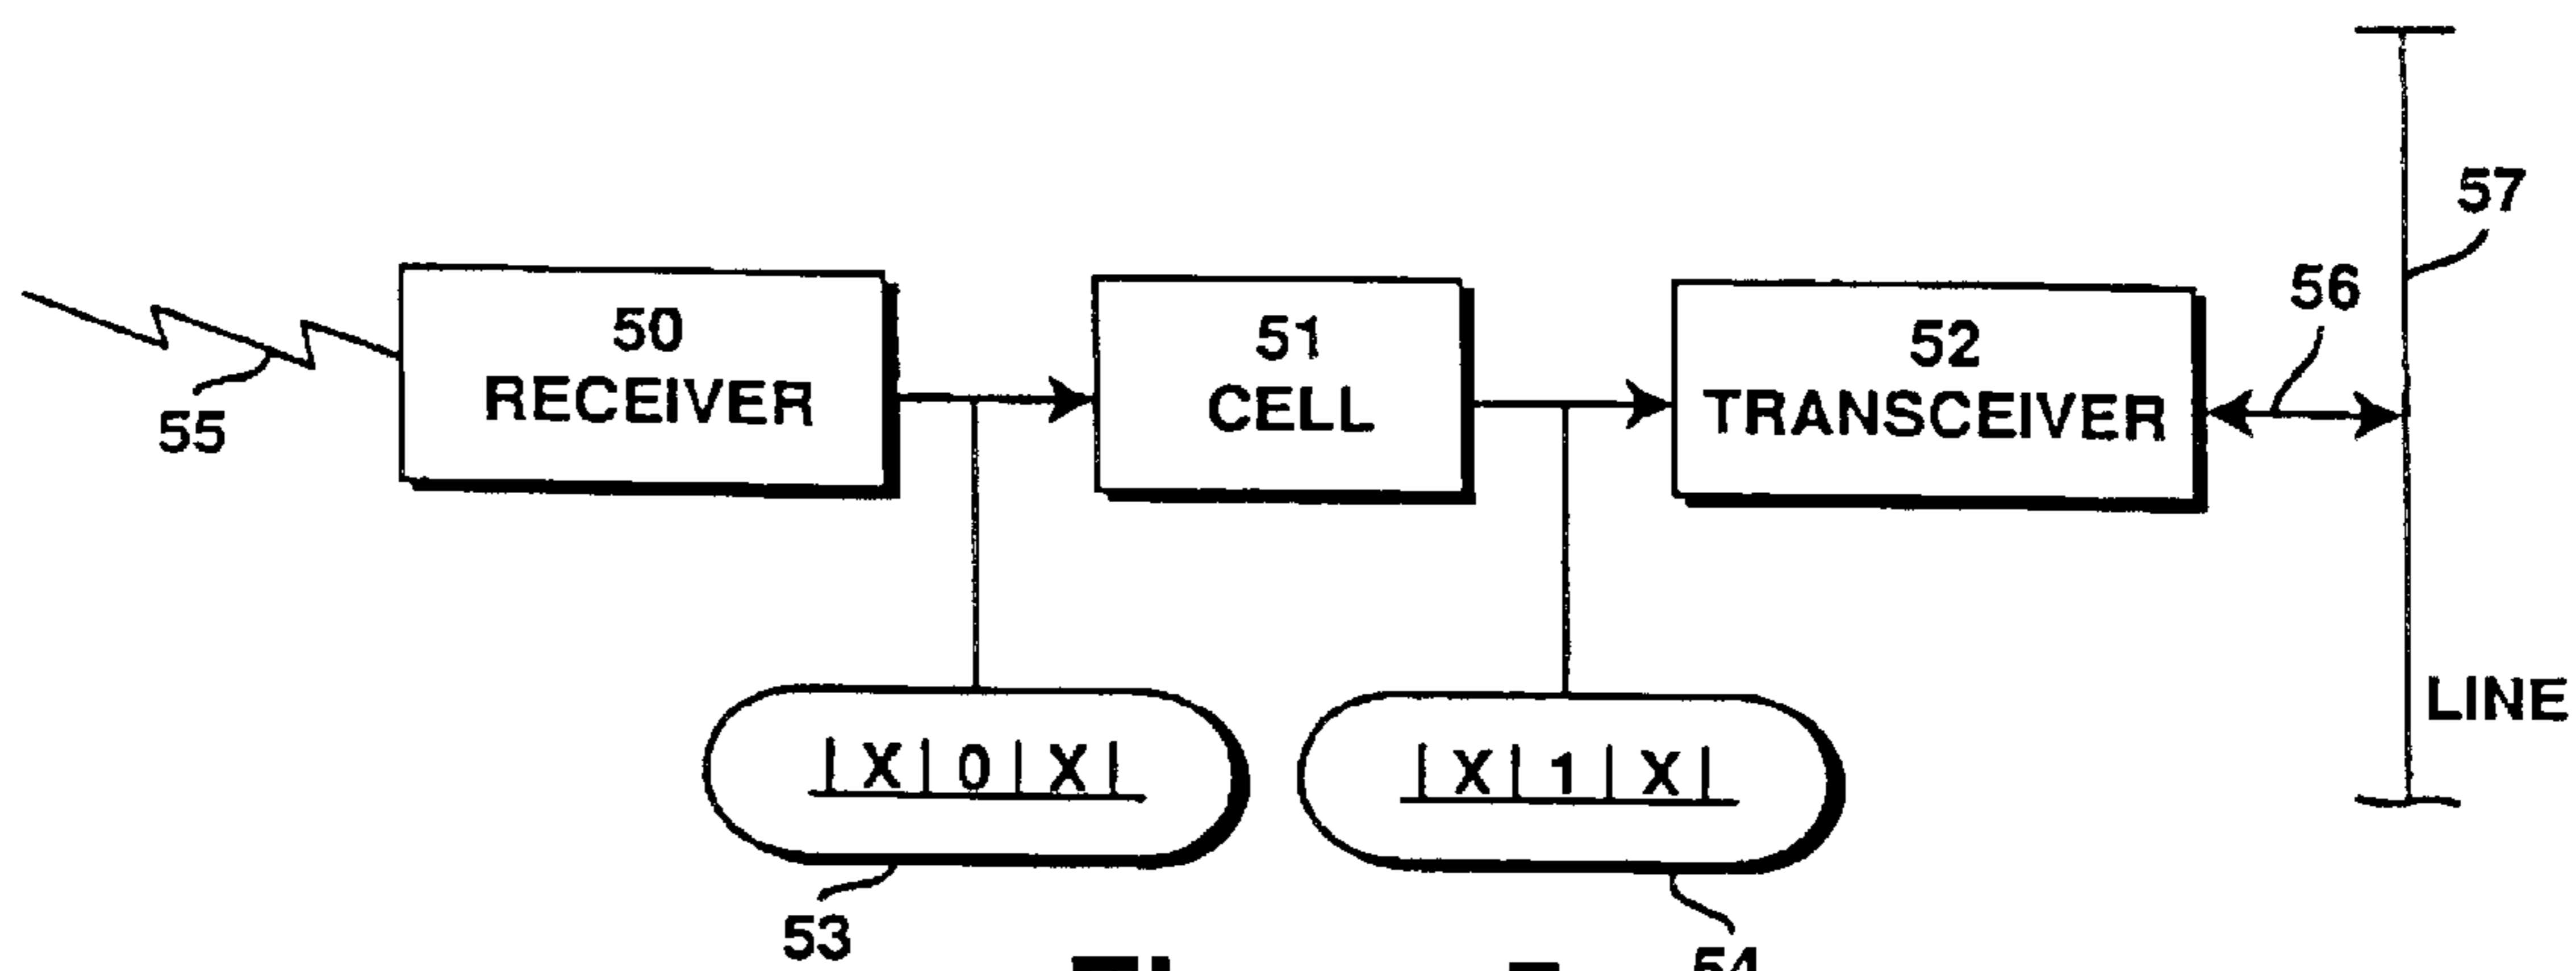 57
56
50
RECEIVER
51
CELL
52
TRANSCEIVER
55
LINE
| X | 0 | X |
| X | 1 | X |
53
54